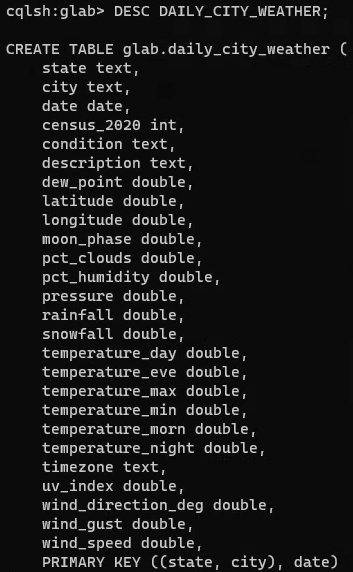 cqlsh:glab> DESC DAILY_CITY_WEATHER;
CREATE TABLE glab.daily_city_weather (
    state text,
    city text,
    date date,
    census_2020 int,
    condition text,
    description text,
    dew_point double,
    latitude double,
    longitude double,
    moon_phase double,
    pct_clouds double,
    pct_humidity double,
    pressure double,
    rainfall double,
    snowfall double,
    temperature_day double,
    temperature_eve double,
    temperature_max double,
    temperature_min double,
    temperature_morn double,
    temperature_night double,
    timezone text,
    uv_index double,
    wind_direction_deg double,
    wind_gust double,
    wind_speed double,
    PRIMARY KEY ((state, city), date)